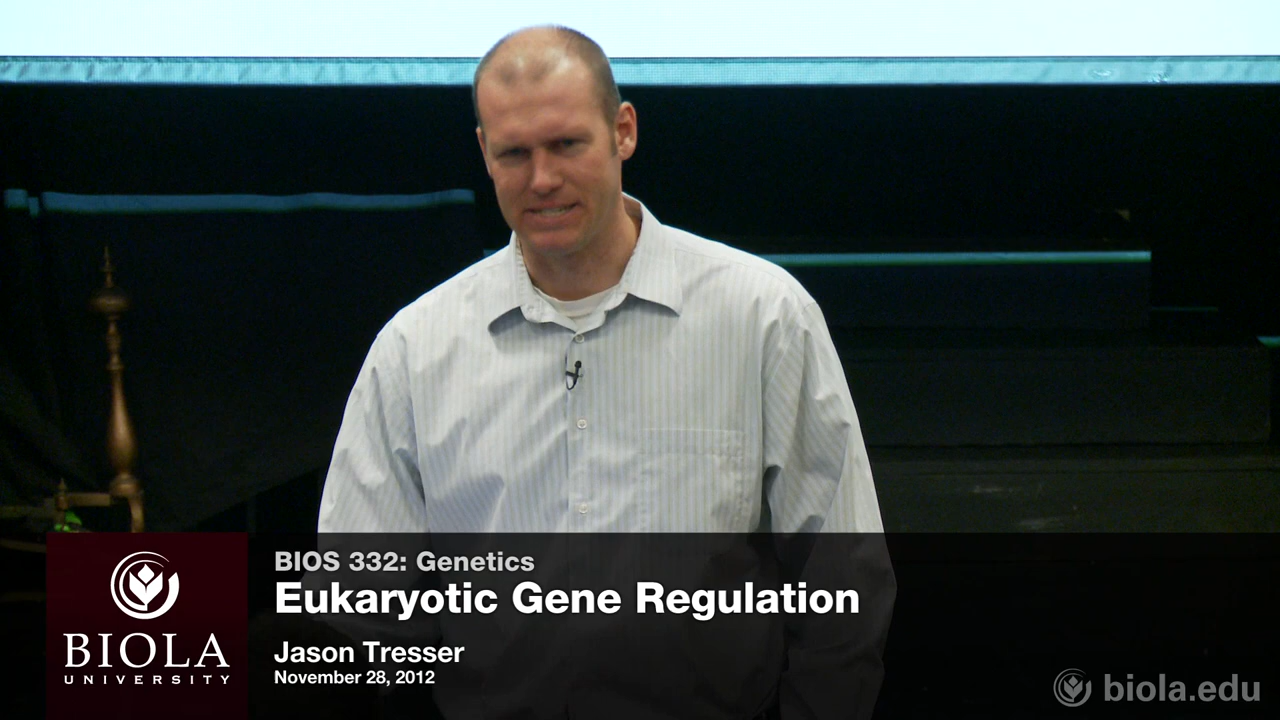 BIOS 332: Genetics
Eukaryotic Gene Regulation
BIOLA
UNIVERSITY
Jason Tresser
November 28, 2012
biola.edu